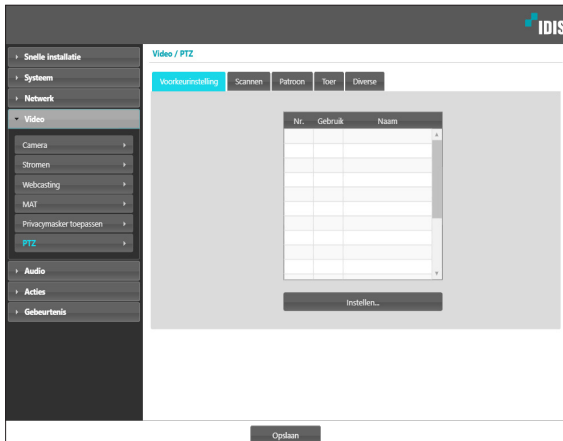 IDIS
Snelle installatie
Systeem
Netwerk
Video
Camera
Stromen
Webcasting
MAT
Privacymasker toepassen
PTZ
Audio
Acties
Gebeurtenis
Video / PTZ
Voorkeurinstelling Scannen Patroon Toer Diverse
Nr. Gebruik Naam
Instellen...
Opslaan